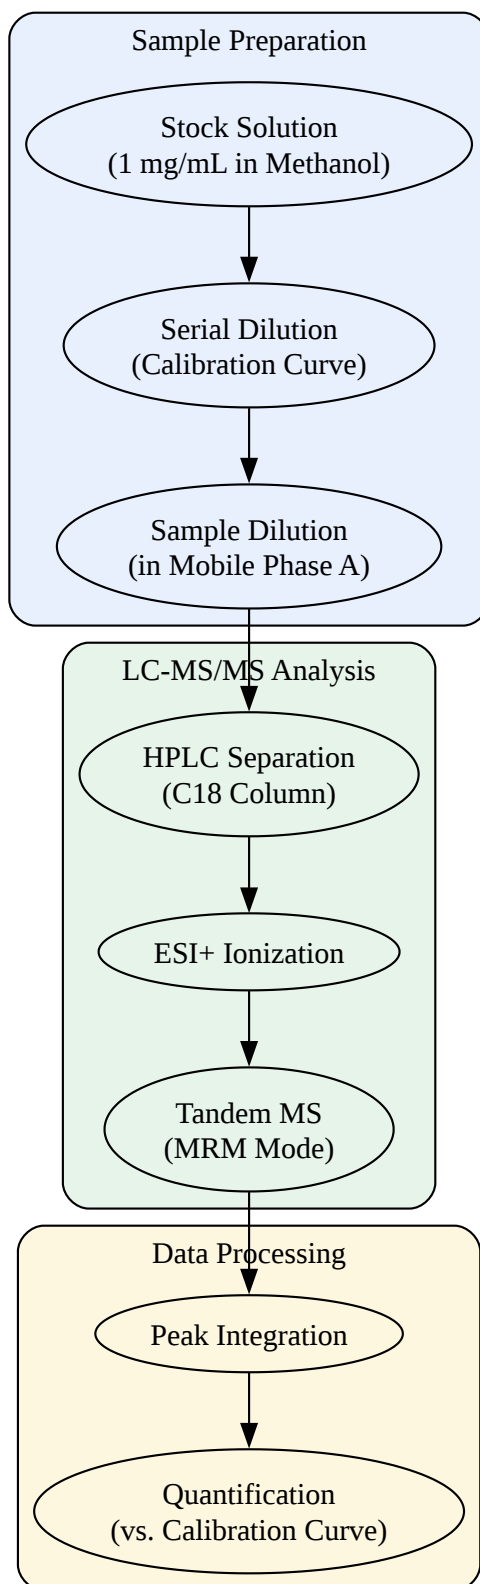 Sample Preparation
Stock Solution
(1 mg/mL in Methanol)
Serial Dilution
(Calibration Curve)
Sample Dilution
(in Mobile Phase A)
LC-MS/MS Analysis
HPLC Separation
(C18 Column)
ESI+ Ionization
Tandem MS
(MRM Mode)
Data Processing
Peak Integration
Quantification
(vs. Calibration Curve)